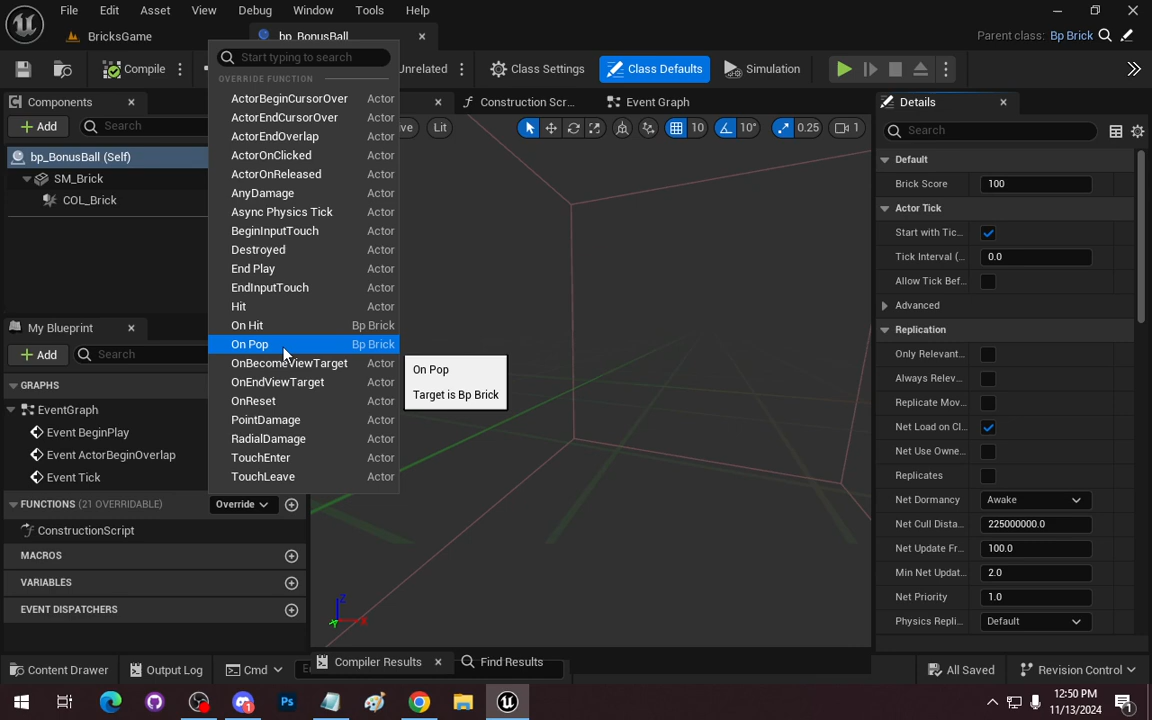 File Edit Asset View Debug Window Tools Help
BricksGame bp_BonusBall Parent class: Bp Brick
Compile Unrelated Class Settings Class Defaults Simulation
Start typing to search
OVERRIDE FUNCTION
ActorBeginCursorOver Actor
ActorEndCursorOver Actor
ActorEndOverlap Actor
ActorOnClicked Actor
ActorOnReleased Actor
AnyDamage Actor
Async Physics Tick Actor
BeginInputTouch Actor
Destroyed Actor
End Play Actor
EndInputTouch Actor
Hit Actor
On Hit Bp Brick
On Pop Bp Brick
OnBecomeViewTarget Actor
OnEndViewTarget Actor
OnReset Actor
PointDamage Actor
RadialDamage Actor
TouchEnter Actor
TouchLeave Actor
On Pop
Target is Bp Brick
Components
Add Search
bp_BonusBall (Self)
SM_Brick
COL_Brick
My Blueprint
Add Search
GRAPHS
EventGraph
Event BeginPlay
Event ActorBeginOverlap
Event Tick
FUNCTIONS (21 OVERRIDABLE) Override
ConstructionScript
MACROS
VARIABLES
EVENT DISPATCHERS
Construction Scr... Event Graph
Lit 10 10° 0.25 1
Z
X
Y
Compiler Results Find Results
Details
Search
Default
Brick Score 100
Actor Tick
Start with Tic...
Tick Interval (... 0.0
Allow Tick Bef...
Advanced
Replication
Only Relevant...
Always Relev...
Replicate Mov...
Net Load on Cl...
Net Use Owne...
Replicates
Net Dormancy Awake
Net Cull Dista... 225000000.0
Net Update Fr... 100.0
Min Net Updat... 2.0
Net Priority 1.0
Physics Repli... Default
Content Drawer Output Log Cmd All Saved Revision Control
12:50 PM
11/13/2024